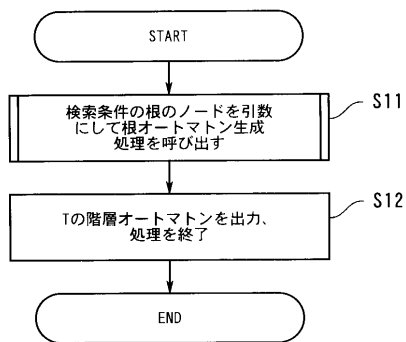 START
検索条件の根のノードを引数
にして根オートマトン生成
処理を呼び出す
S11
Tの階層オートマトンを出力、
処理を終了
S12
END